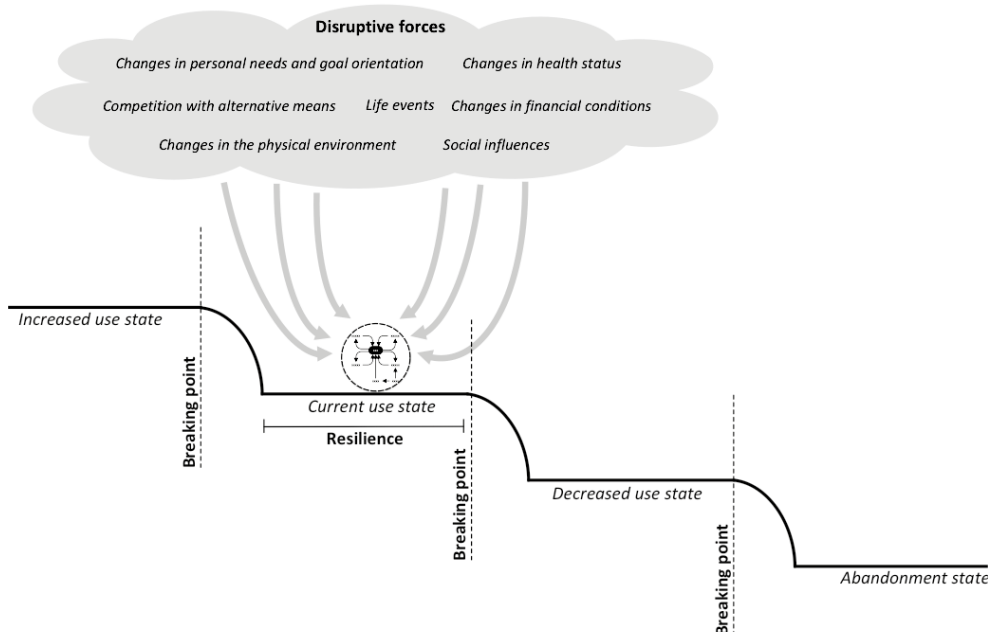 Disruptive forces
Changes in personal needs and goal orientation
Changes in health status
Competition with alternative means
Life events
Changes in financial conditions
Changes in the physical environment
Social influences
Increased use state
Breaking point
Current use state
Resilience
Breaking point
Decreased use state
Breaking point
Abandonment state